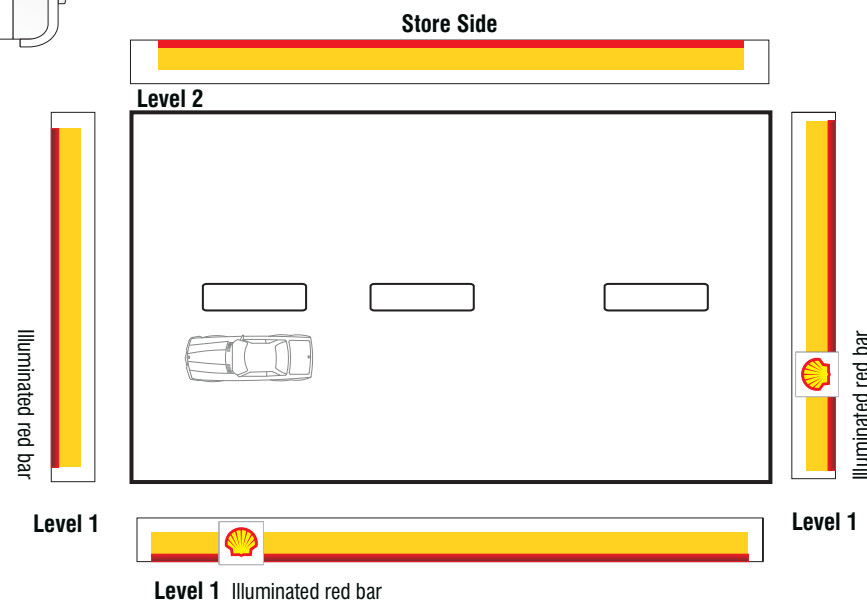 Store Side
Level 2
Illuminated red bar
Illuminated red bar
Level 1
Level 1
Level 1 Illuminated red bar